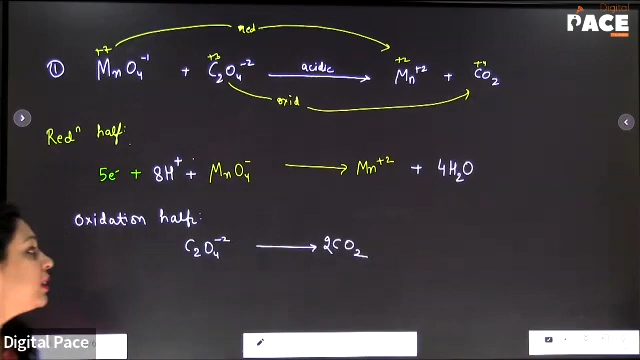 Digital
PACE
red
+7 +3 +2 +4
① MnO₄⁻¹ + C₂O₄⁻² acidic → Mn⁺² + CO₂
oxid
Redⁿ half:
5e⁻ + 8H⁺ + MnO₄⁻ → Mn⁺² + 4H₂O
Oxidation half:
C₂O₄⁻² → 2CO₂
Digital Pace